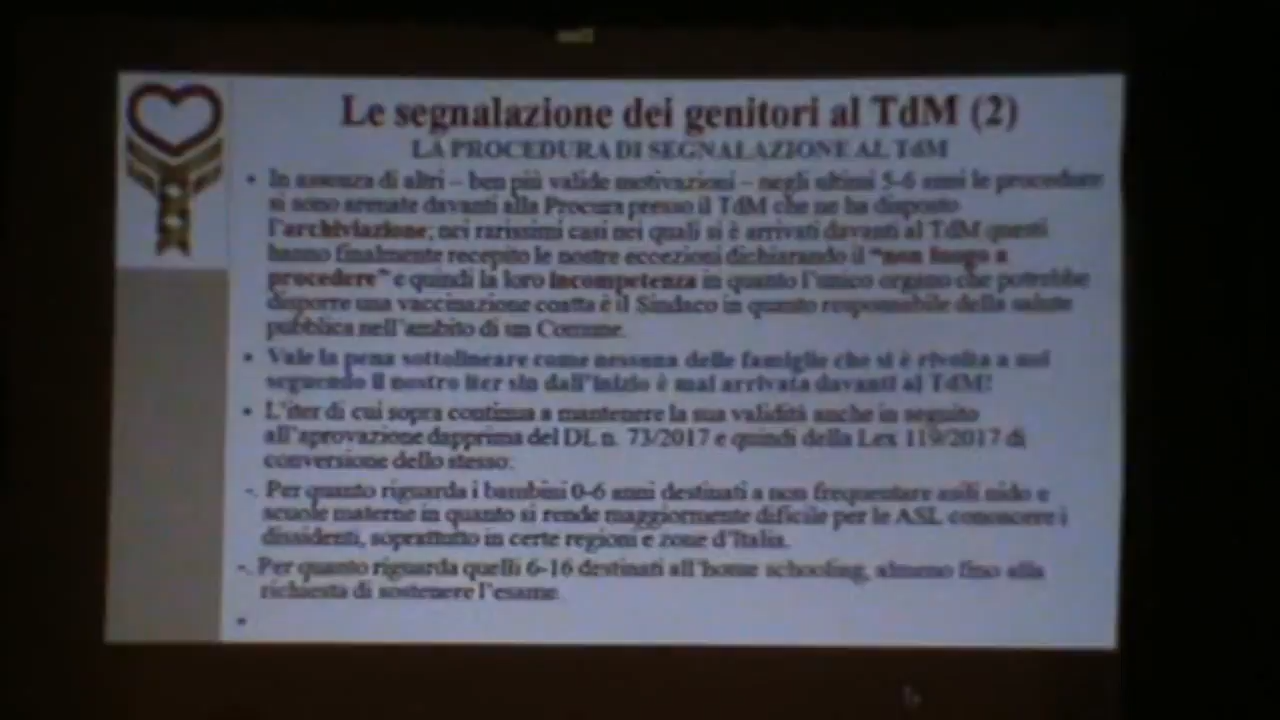 Le segnalazione dei genitori al TdM (2)
LA PROCEDURA DI SEGNALAZIONE AL TdM
• In assenza di altri – ben più valide motivazioni – negli ultimi 5-6 anni le procedure
si sono arenate davanti alla Procura presso il TdM che ne ha disposto
l'archiviazione; nei rarissimi casi nei quali si è arrivati davanti al TdM questi
hanno finalmente recepito le nostre eccezioni dichiarando il "non luogo a
procedere" e quindi la loro incompetenza in quanto l'unico organo che potrebbe
disporre una vaccinazione coatta è il Sindaco in quanto responsabile della salute
pubblica nell'ambito di un Comune.
• Vale la pena sottolineare come nessuna delle famiglie che si è rivolta a noi
seguendo il nostro iter sin dall'inizio è mai arrivata davanti al TdM!
• L'iter di cui sopra continua a mantenere la sua validità anche in seguito
all'aprovazione dapprima del DL n. 73/2017 e quindi della Lex 119/2017 di
conversione dello stesso:
-. Per quanto riguarda i bambini 0-6 anni destinati a non frequentare asili nido e
scuole materne in quanto si rende maggiormente difficile per le ASL conoscere i
dissidenti, soprattutto in certe regioni e zone d'Italia.
-. Per quanto riguarda quelli 6-16 destinati all'home schooling, almeno fino alla
richiesta di sostenere l'esame.
•